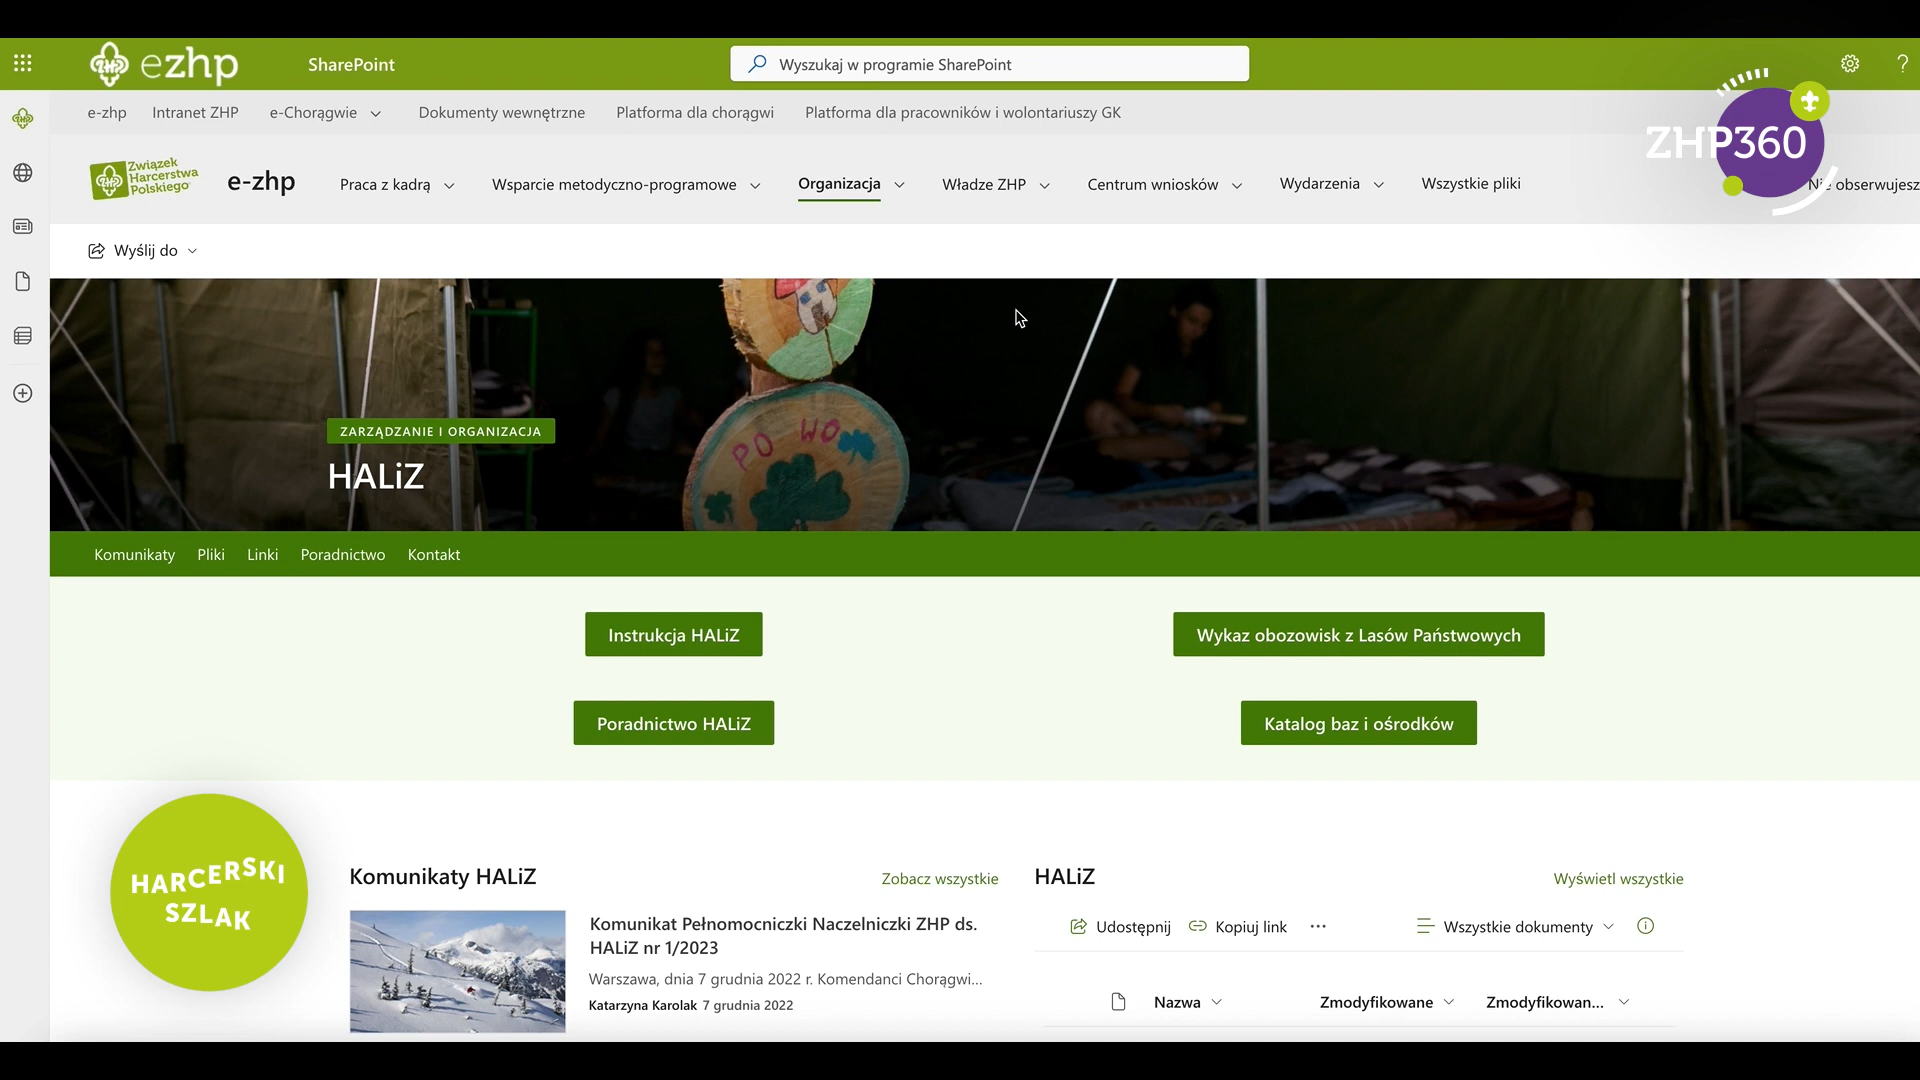 ezhp
SharePoint
Wyszukaj w programie SharePoint
?
e-zhp
Intranet ZHP
e-Chorągwie
Dokumenty wewnętrzne
Platforma dla chorągwi
Platforma dla pracowników i wolontariuszy GK
ZHP360
ZHP
Związek
Harcerstwa
Polskiego
e-zhp
Praca z kadrą
Wsparcie metodyczno-programowe
Organizacja
Władze ZHP
Centrum wniosków
Wydarzenia
Wszystkie pliki
Nie obserwujesz
Wyślij do
PO WO
ZARZĄDZANIE I ORGANIZACJA
HALiZ
Komunikaty
Pliki
Linki
Poradnictwo
Kontakt
Instrukcja HALiZ
Wykaz obozowisk z Lasów Państwowych
Poradnictwo HALiZ
Katalog baz i ośrodków
HARCERSKI
SZLAK
Komunikaty HALiZ
Zobacz wszystkie
Komunikat Pełnomocniczki Naczelniczki ZHP ds.
HALiZ nr 1/2023
Warszawa, dnia 7 grudnia 2022 r. Komendanci Chorągwi...
Katarzyna Karolak 7 grudnia 2022
HALiZ
Wyświetl wszystkie
Udostępnij
Kopiuj link
...
Wszystkie dokumenty
Nazwa
Zmodyfikowane
Zmodyfikowan...